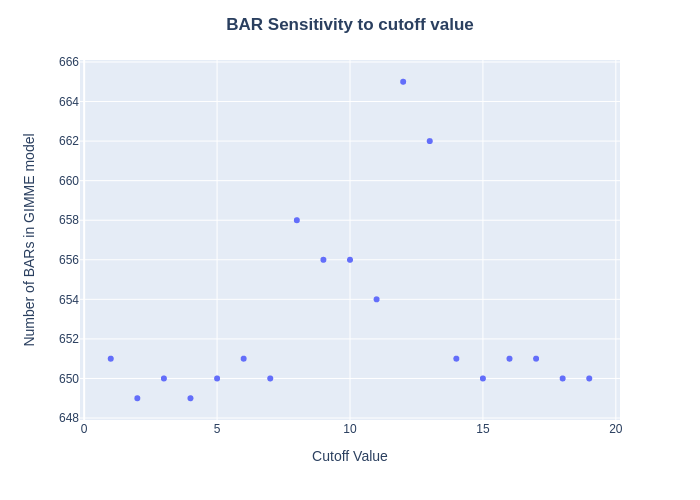 BAR Sensitivity to cutoff value
Number of BARs in GIMME model
666
664
662
660
658
656
654
652
650
648
0 5 10 15 20
Cutoff Value